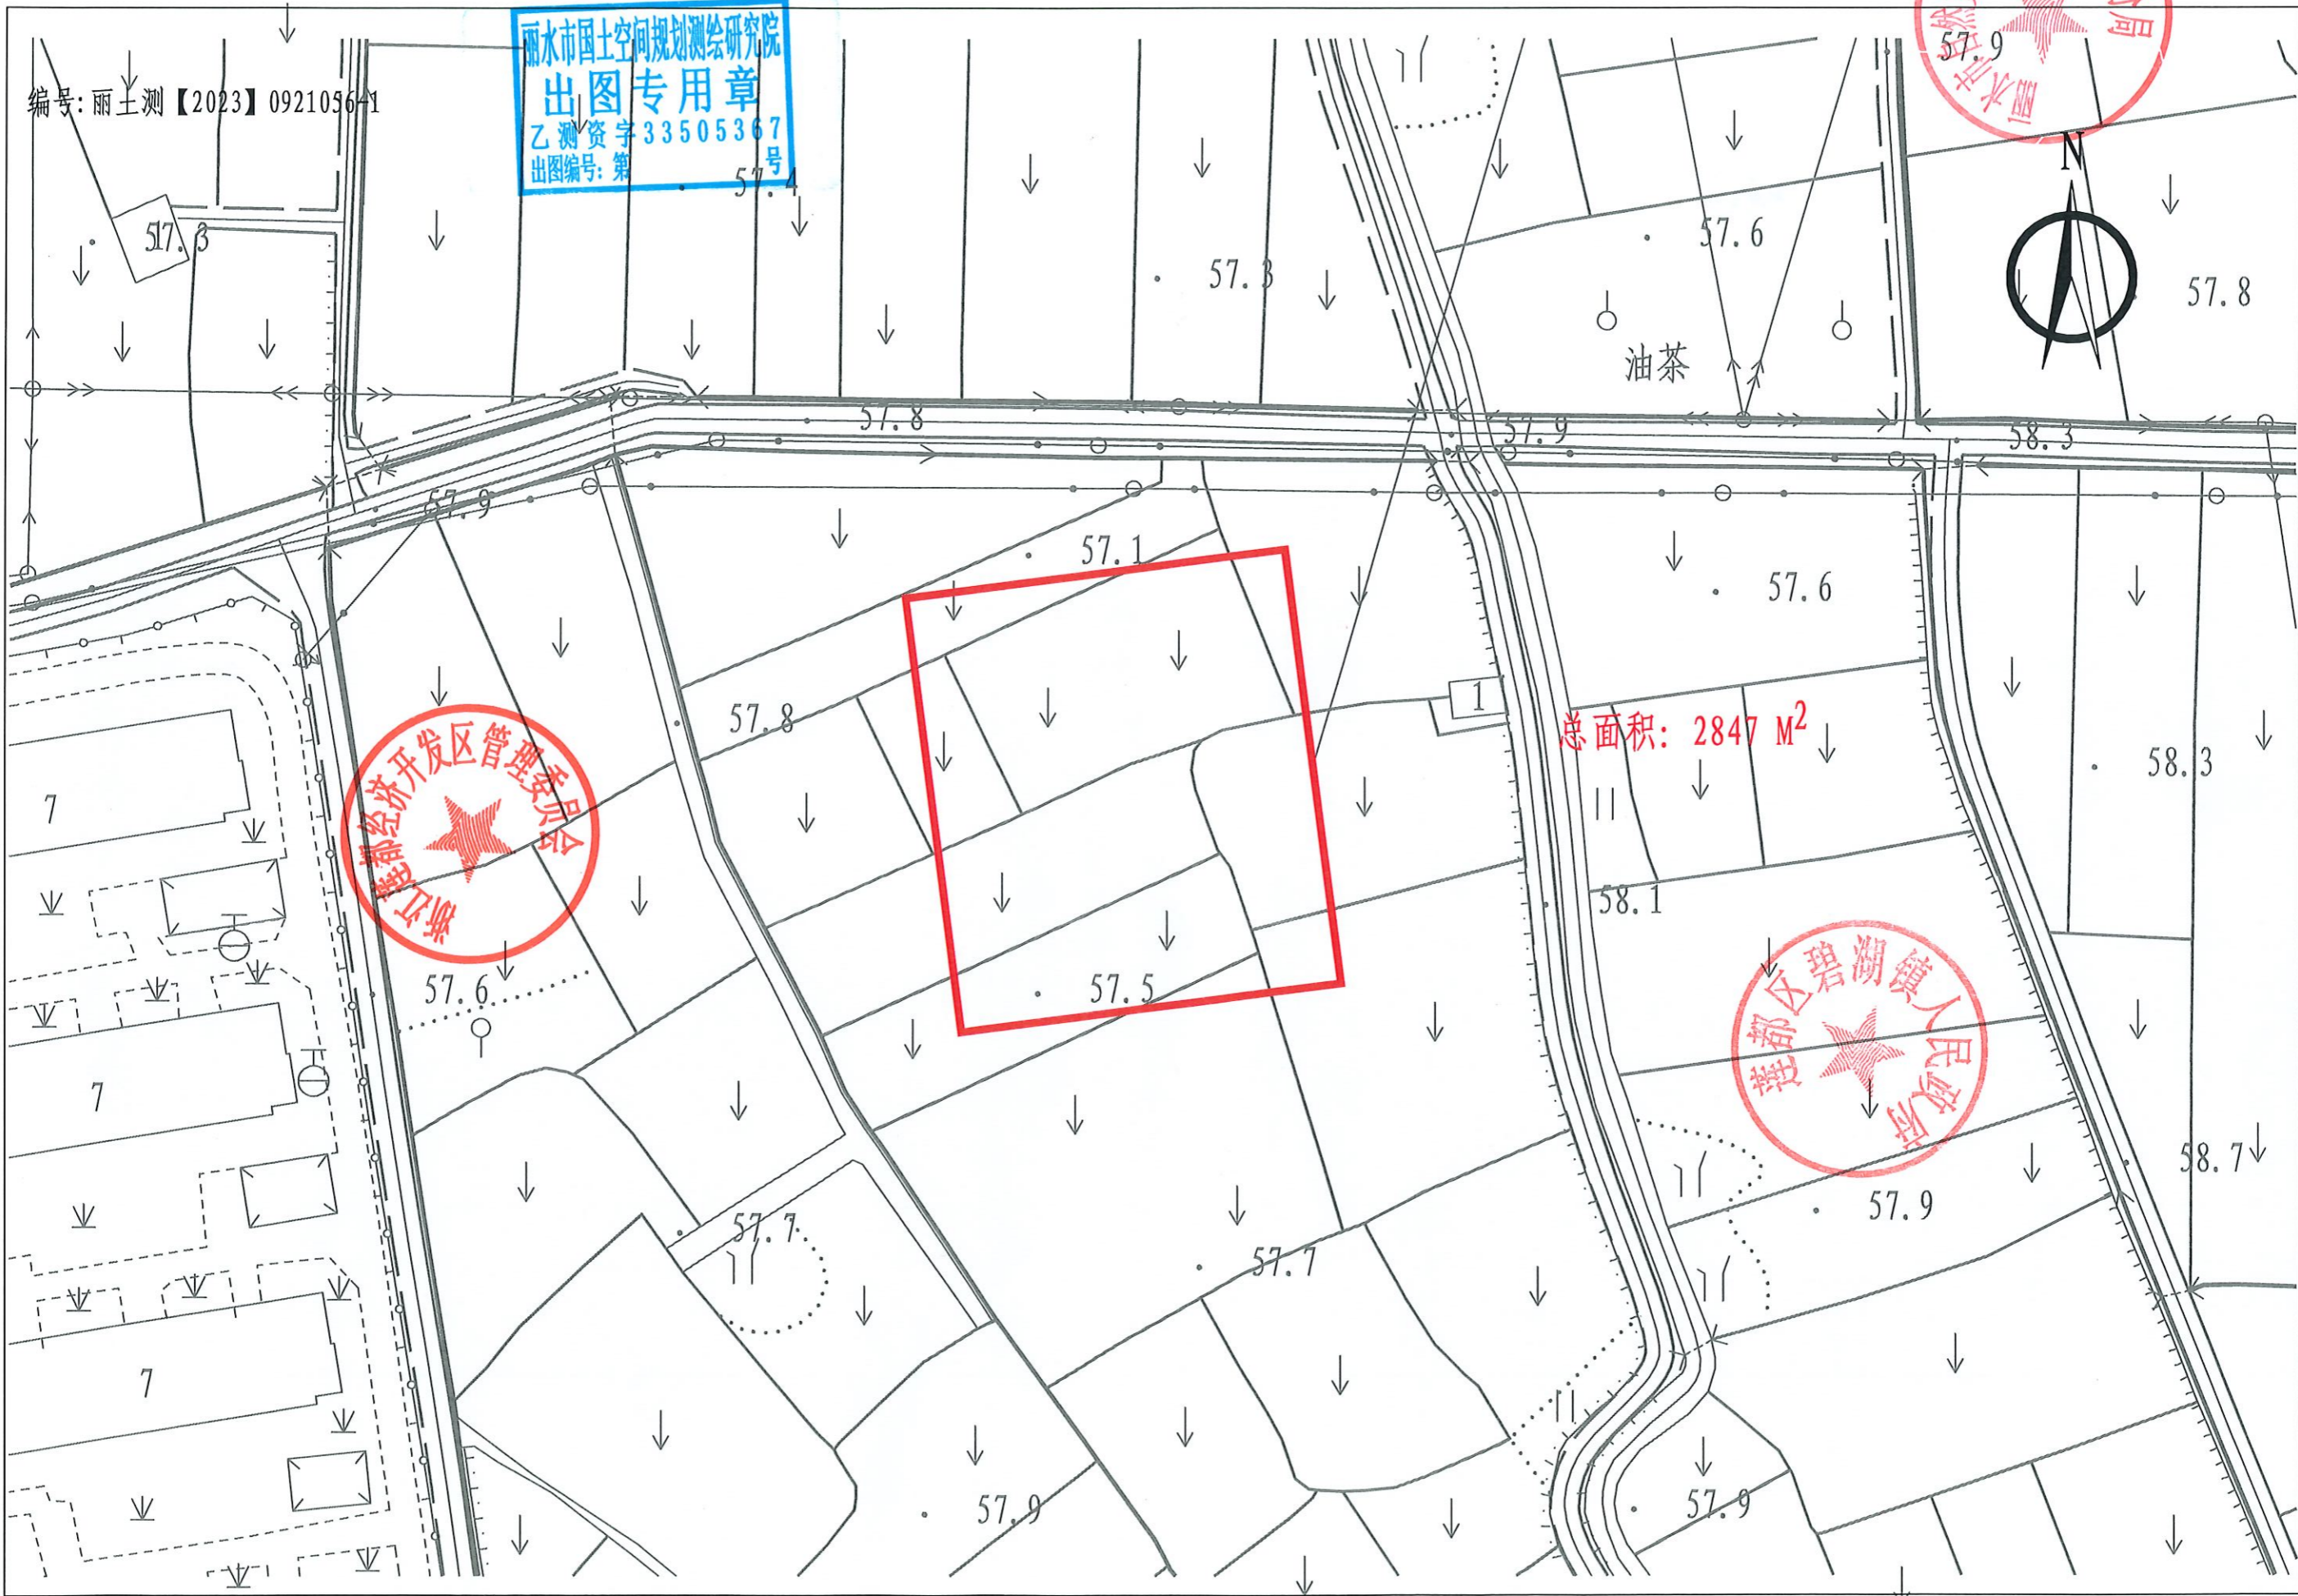 丽水市国土空间规划测绘研究院
出图专用章
乙测资字33505367
出图编号: 第 号
编号: 丽土测【2023】0921056-1
57.9
N
57.4
57.3
57.3
57.6
57.8
油茶
57.8
57.9
58.3
57.9
57.1
57.6
57.8
1
总面积: 2847 M²
58.3
7
浙江莲都经济开发区管理委员会
58.1
57.6
57.5
莲都区碧湖镇人民政府
7
58.7
57.9
57.7
57.7
7
57.9
57.9